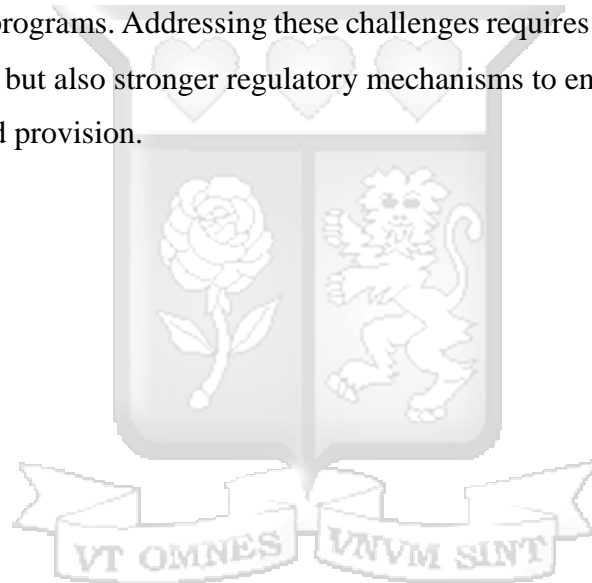 programs. Addressing these challenges requires
but also stronger regulatory mechanisms to en
d provision.
VT OMNES VNVM SINT